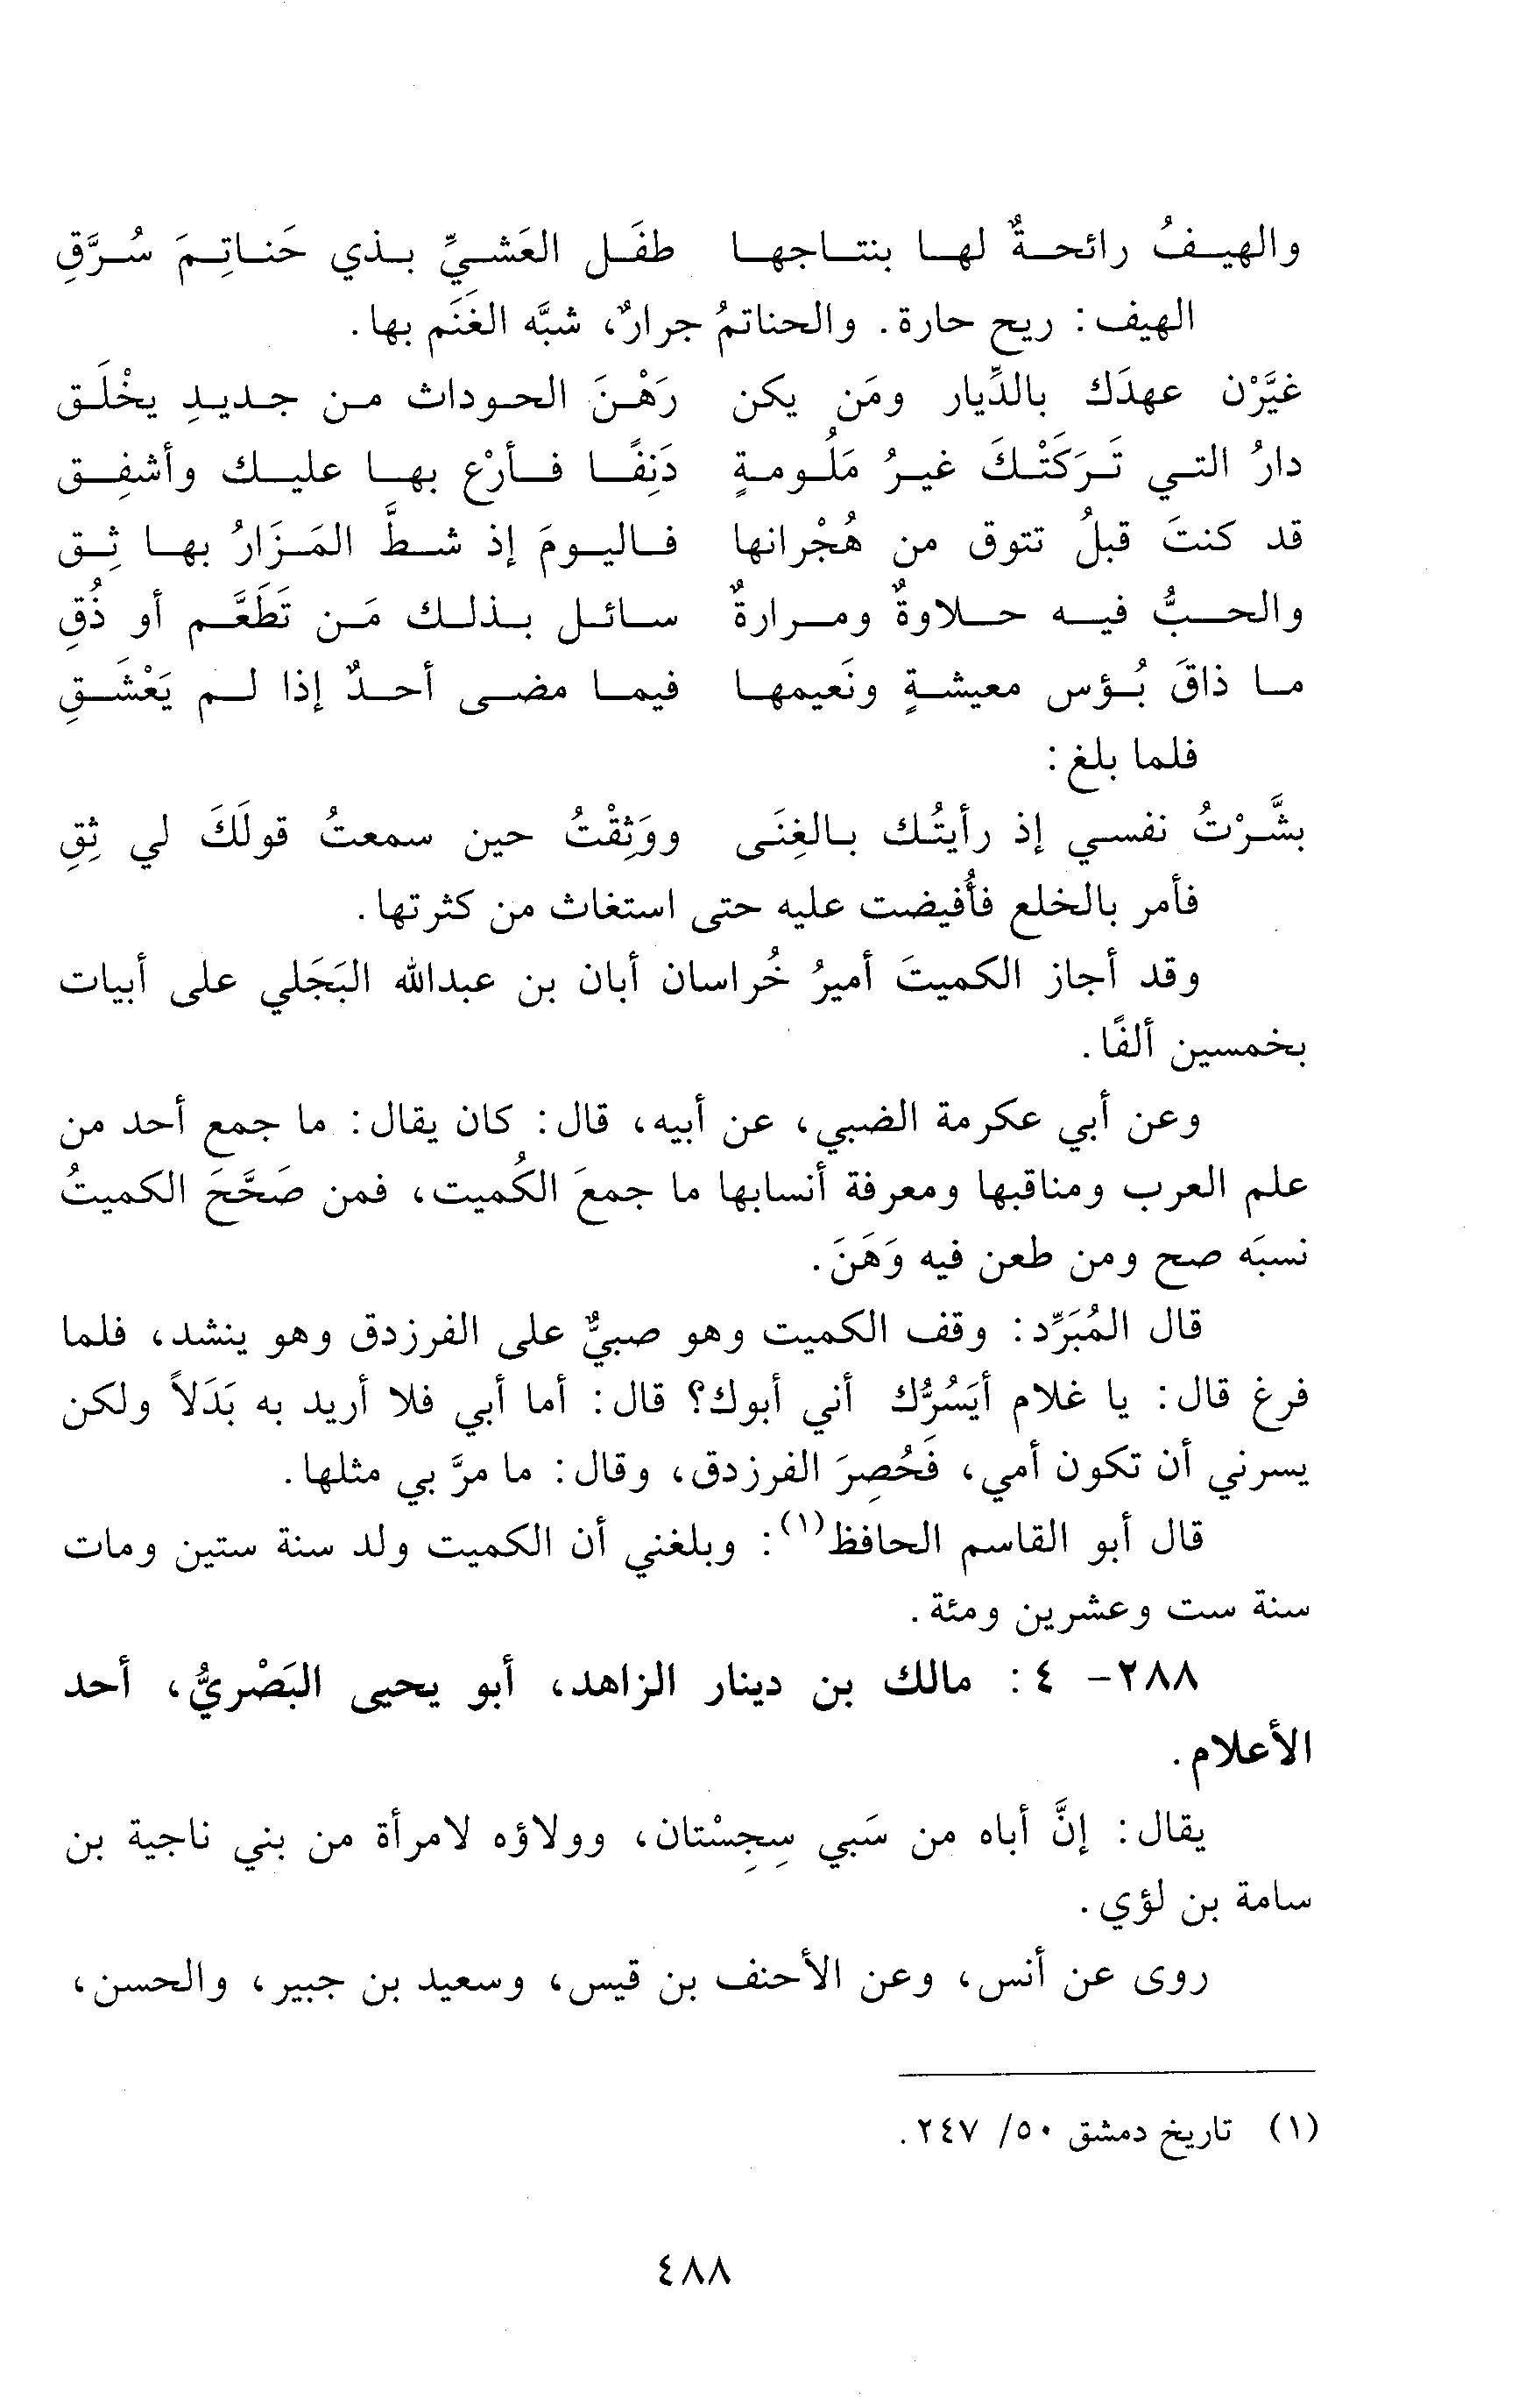 والهيفُ رائحةٌ لها بنتاجها طفَل العَشيِّ بذي حَناتِمَ سُرَّقِ
الهيف: ريح حارة. والحناتمُ جرارٌ، شبَّه الغَنَم بها.
غيَّرْن عهدَك بالدِّيار ومَن يكن رَهْنَ الحوداث من جديدِ يخْلَق
دارُ التي تَرَكَتْكَ غيرُ مَلُومةٍ دَنِفًا فأرْع بها عليك وأشفِق
قد كنتَ قبلُ تتوق من هُجْرانها فاليومَ إذ شطَّ المَزَارُ بها ثِق
والحبُّ فيه حلاوةٌ ومرارةٌ سائل بذلك مَن تَطَعَّم أو ذُقِ
ما ذاقَ بُؤس معيشةٍ ونَعيمها فيما مضى أحدٌ إذا لم يَعْشَقِ
فلما بلغ:
بشَّرْتُ نفسي إذ رأيتُك بالغِنَى ووَثِقْتُ حين سمعتُ قولَكَ لي ثِقِ
فأمر بالخلع فأُفيضت عليه حتى استغاث من كثرتها.
وقد أجاز الكميتَ أميرُ خُراسان أبان بن عبدالله البَجَلي على أبيات
بخمسين ألفًا.
وعن أبي عكرمة الضبي، عن أبيه، قال: كان يقال: ما جمع أحد من
علم العرب ومناقبها ومعرفة أنسابها ما جمعَ الكُميت، فمن صَحَّحَ الكميتُ
نسبَه صح ومن طعن فيه وَهَنَ.
قال المُبَرِّد: وقف الكميت وهو صبيٌّ على الفرزدق وهو ينشد، فلما
فرغ قال: يا غلام أيَسُرُّك أني أبوك؟ قال: أما أبي فلا أريد به بَدَلاً ولكن
يسرني أن تكون أمي، فَحُصِرَ الفرزدق، وقال: ما مرَّ بي مثلها.
قال أبو القاسم الحافظ(١): وبلغني أن الكميت ولد سنة ستين ومات
سنة ست وعشرين ومئة.
٢٨٨- ٤: مالك بن دينار الزاهد، أبو يحيى البَصْريُّ، أحد
الأعلام.
يقال: إنَّ أباه من سَبي سِجِسْتان، وولاؤه لامرأة من بني ناجية بن
سامة بن لؤي.
روى عن أنس، وعن الأحنف بن قيس، وسعيد بن جبير، والحسن،
(١) تاريخ دمشق ٥٠/ ٢٤٧.
٤٨٨